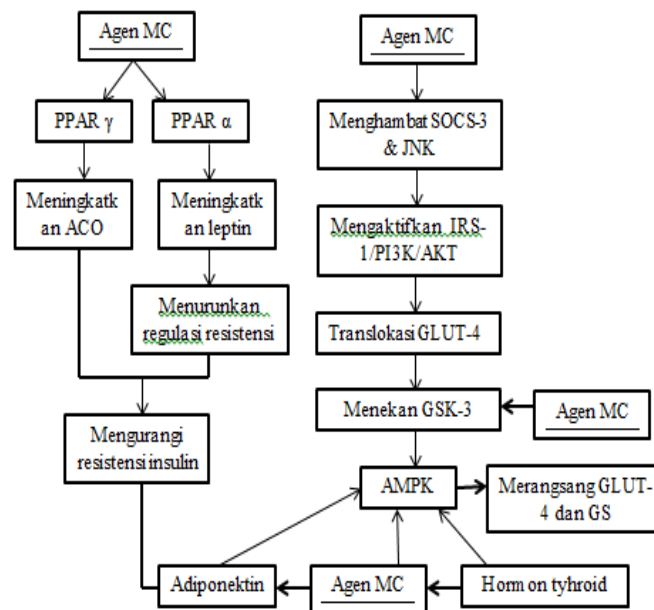 Agen MC
Agen MC
PPAR γ
PPAR α
Menghambat SOCS-3
& JNK
Meningkatk
an ACO
Meningkatk
an leptin
Mengaktifkan IRS-
1/PI3K/AKT
Menurunkan
regulasi resistensi
Translokasi GLUT-4
Menekan GSK-3
Agen MC
Mengurangi
resistensi insulin
AMPK
Merangsang GLUT-
4 dan GS
Adiponektin
Agen MC
Hormon tyhroid